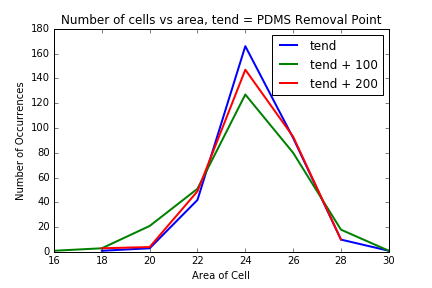 Number of cells vs area, tend = PDMS Removal Point
180
160
140
120
100
80
60
40
20
0
Number of Occurrences
tend
tend + 100
tend + 200
16 18 20 22 24 26 28 30
Area of Cell